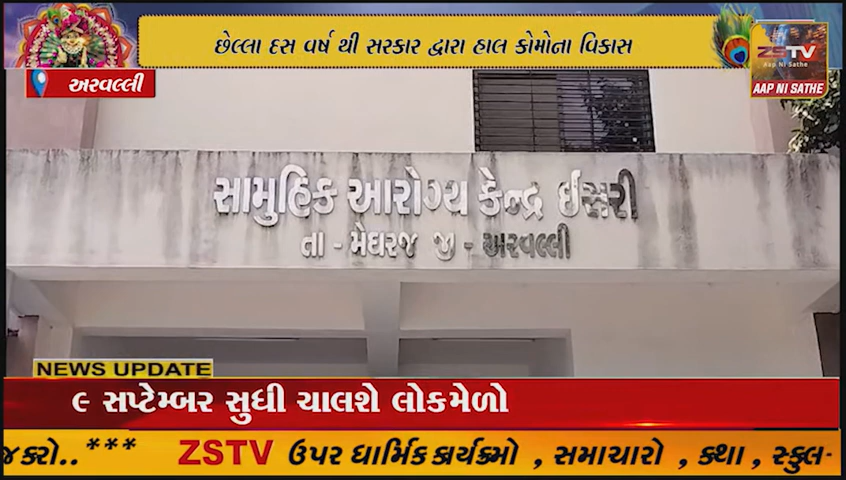 છેલ્લા દસ વર્ષ થી સરકાર દ્વારા હાલ કોમોના વિકાસ
ZSTV
Aap Ni Sathe
AAP NI SATHE
અરવલ્લી
સામુહિક આરોગ્ય કેન્દ્ર ઈસરી
તા - મેઘરજ જી - અરવલ્લી
NEWS UPDATE
૯ સપ્ટેમ્બર સુધી ચાલશે લોકમેળો
જ કરો.. *** ZSTV ઉપર ધાર્મિક કાર્યક્રમો , સમાચારો , કથા , સ્કુલ-